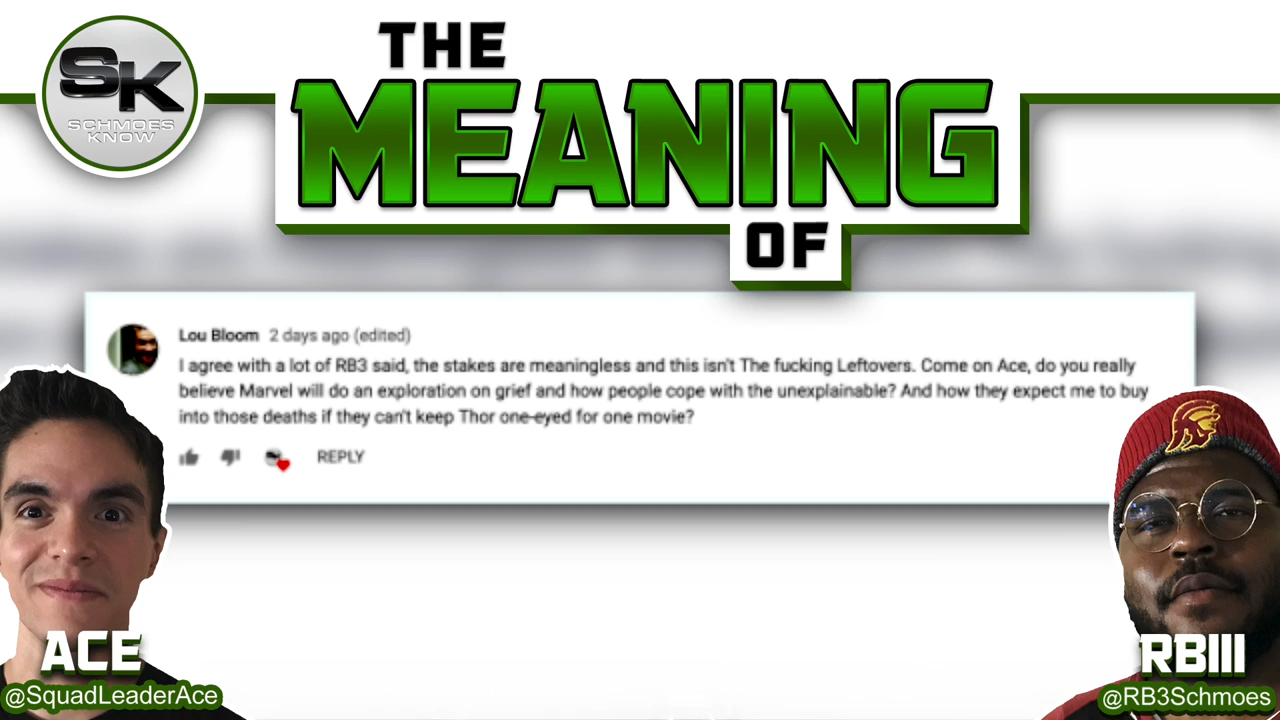 SK
SCHMOES
KNOW
THE
MEANING
OF
Lou Bloom 2 days ago (edited)
I agree with a lot of RB3 said, the stakes are meaningless and this isn't The fucking Leftovers. Come on Ace, do you really
believe Marvel will do an exploration on grief and how people cope with the unexplainable? And how they expect me to buy
into those deaths if they can't keep Thor one-eyed for one movie?
REPLY
ACE
@SquadLeaderAce
RBIII
@RB3Schmoes